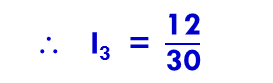 ∴ I₃ = 12/30